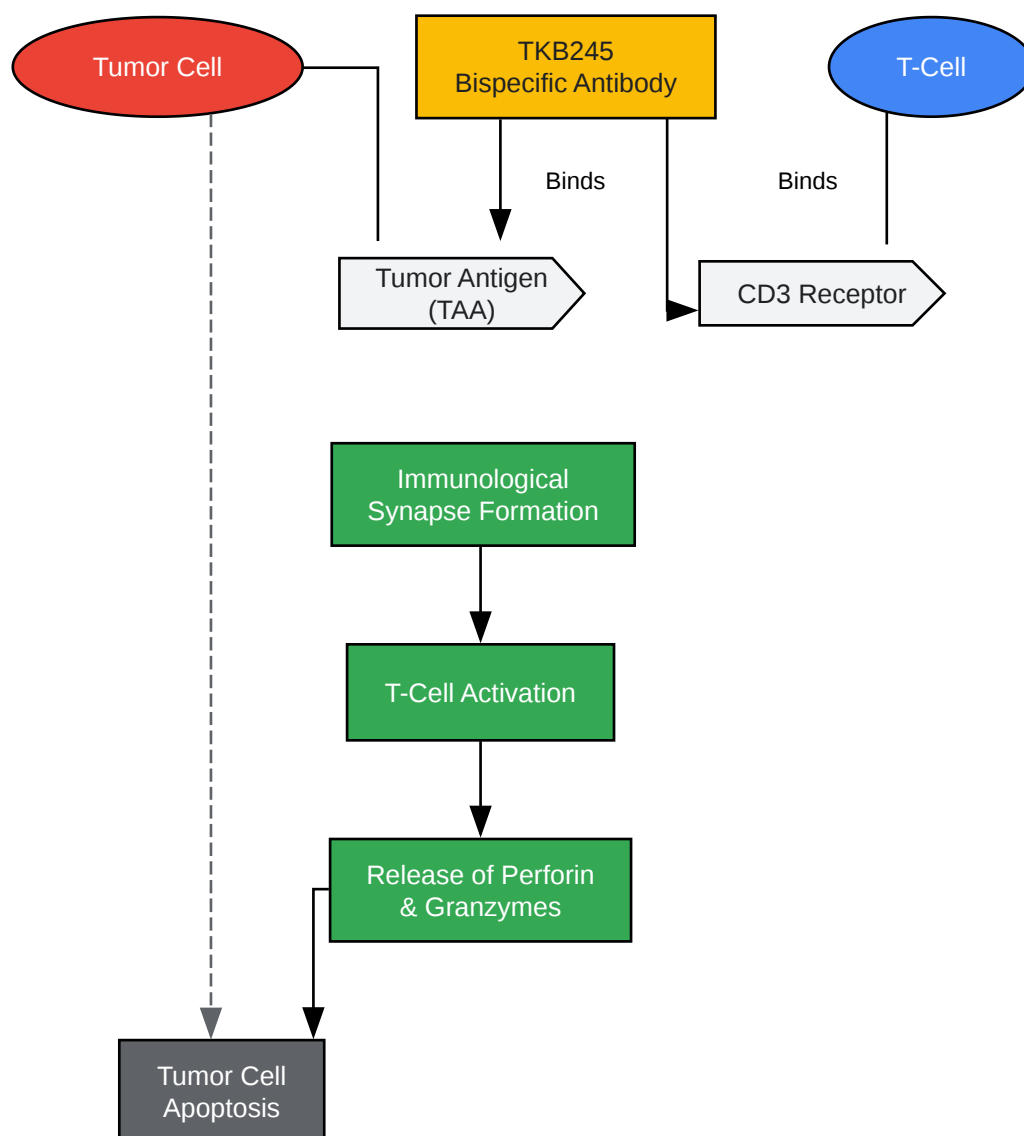 Tumor Cell
TKB245
Bispecific Antibody
T-Cell
Binds
Binds
Tumor Antigen
(TAA)
CD3 Receptor
Immunological
Synapse Formation
T-Cell Activation
Release of Perforin
& Granzymes
Tumor Cell
Apoptosis